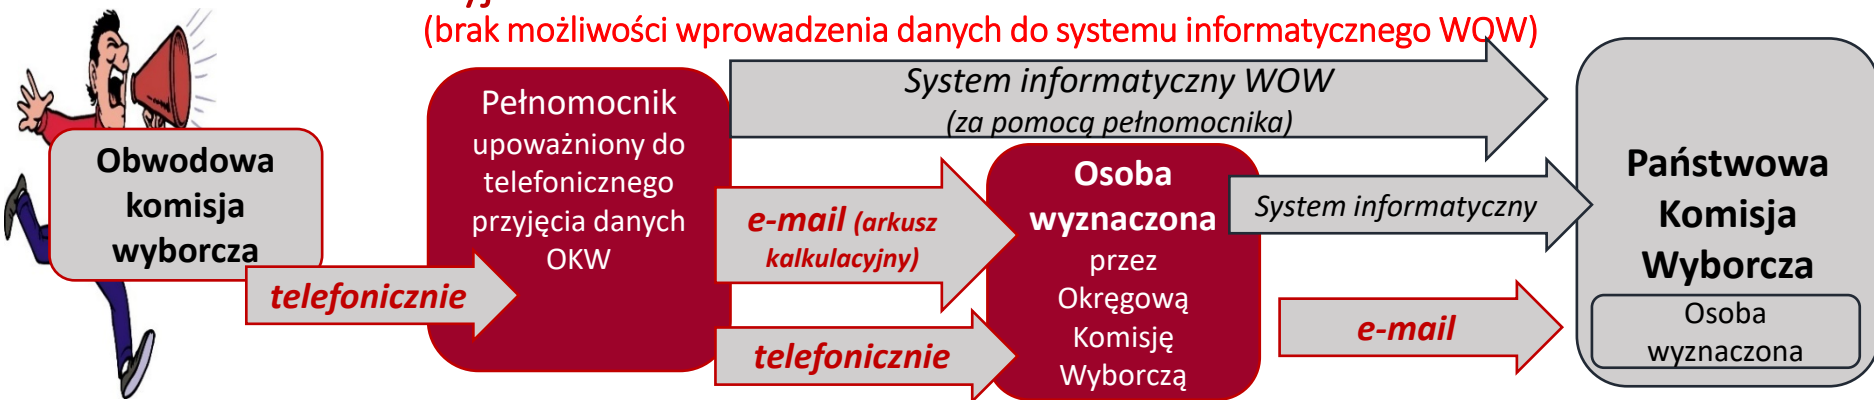 (brak możliwości wprowadzenia danych do systemu informatycznego WOW)
Obwodowa
komisja
wyborcza
telefonicznie
Pełnomocnik
upoważniony do
telefonicznego
przyjęcia danych
OKW
System informatyczny WOW
(za pomocą pełnomocnika)
e-mail (arkusz
kalkulacyjny)
telefonicznie
Osoba
wyznaczona
przez
Okręgową
Komisję
Wyborczą
System informatyczny
e-mail
Państwowa
Komisja
Wyborcza
Osoba
wyznaczona